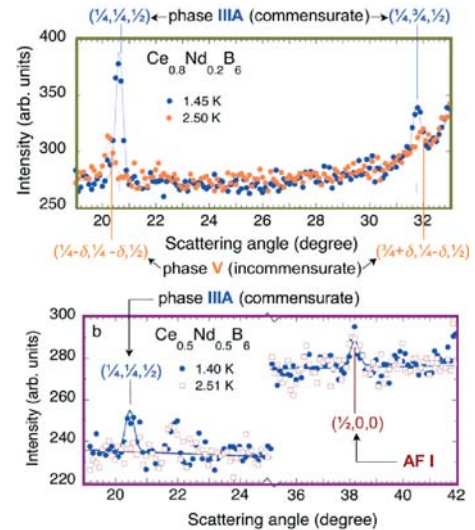 (¼,¼,½) phase IIIA (commensurate) (¼,¾,½)
400
350
300
250
Intensity (arb. units)
Ce0.8Nd0.2B6
1.45 K
2.50 K
20 22 24 26 28 30 32
Scattering angle (degree)
(¼-δ,¼-δ,½) phase V (incommensurate) (¾+δ,¼-δ,½)
phase IIIA (commensurate)
b
300
280
260
240
220
Intensity (arb. units)
Ce0.5Nd0.5B6
1.40 K
2.51 K
(¼,¼,½)
(½,0,0)
AF I
20 22 24 36 38 40 42
Scattering angle (degree)